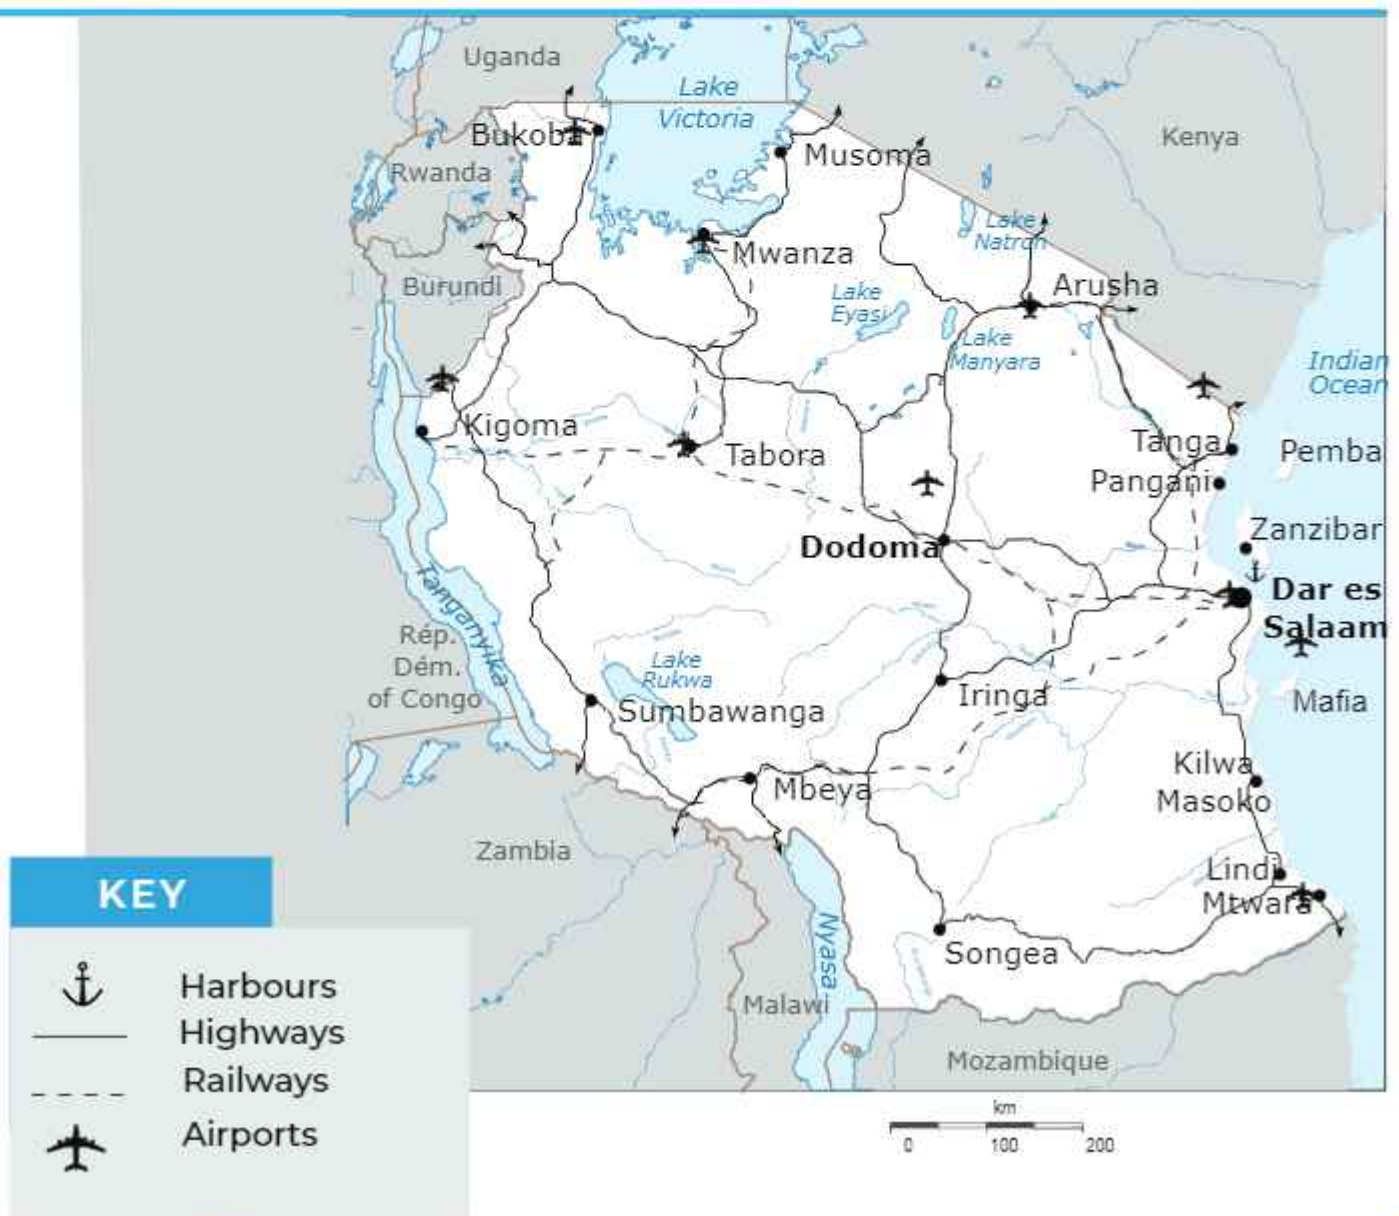 Uganda
Lake
Victoria
Kenya
Bukoba
Musoma
Rwanda
Lake
Natron
Mwanza
Burundi
Arusha
Lake
Eyasi
Lake
Manyara
Indian
Ocean
Kigoma
Tabora
Tanga
Pemba
Pangani
Zanzibar
Dodoma
Dar es
Salaam
Tanganyika
Rép.
Dém.
of Congo
Lake
Rukwa
Iringa
Mafia
Sumbawanga
Kilwa
Masoko
Mbeya
Zambia
Lindi
Mtwara
Songea
Nyasa
Malawi
Mozambique
km
0 100 200
KEY
Harbours
Highways
Railways
Airports